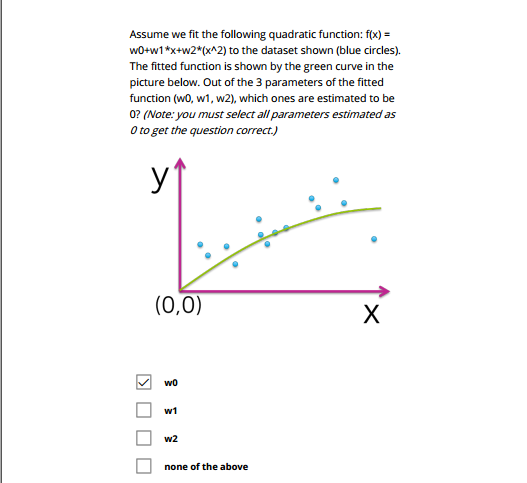 Assume we fit the following quadratic function: f(x) =
w0+w1*x+w2*(x^2) to the dataset shown (blue circles).
The fitted function is shown by the green curve in the
picture below. Out of the 3 parameters of the fitted
function (w0, w1, w2), which ones are estimated to be
0? (Note: you must select all parameters estimated as
0 to get the question correct.)
y
(0,0)
x
w0
w1
w2
none of the above